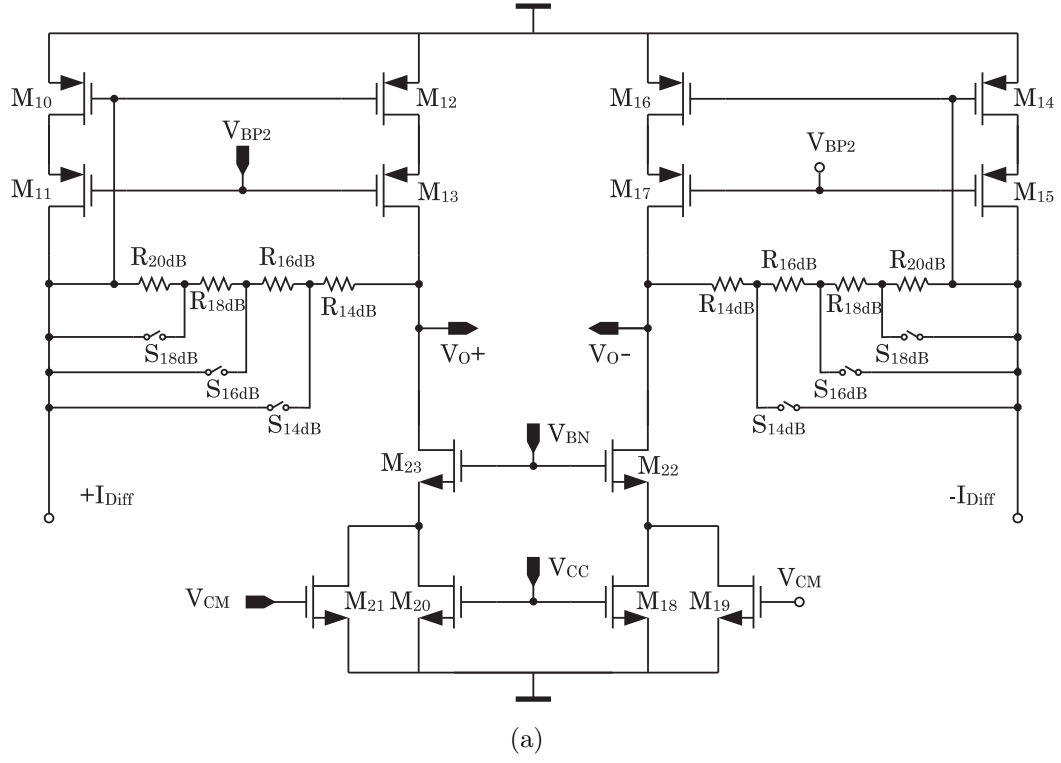 M10
M12
M16
M14
VBP2
VBP2
M11
M13
M17
M15
R20dB
R18dB
R16dB
R14dB
R14dB
R16dB
R18dB
R20dB
S18dB
S16dB
S14dB
VO+
VO-
S18dB
S16dB
S14dB
M23
VBN
M22
+IDiff
-IDiff
VCM
M21
M20
VCC
M18
M19
VCM
(a)